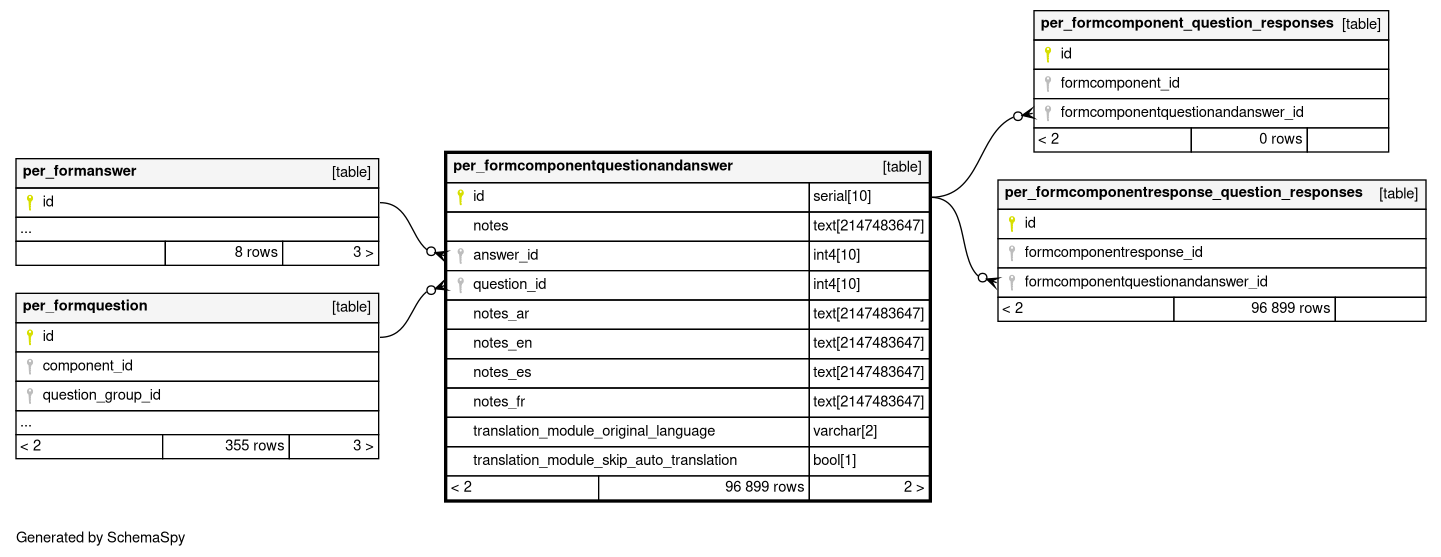 per_formcomponent_question_responses [table]
id
formcomponent_id
formcomponentquestionandanswer_id
< 2 0 rows
per_formanswer [table]
id
...
8 rows 3 >
per_formquestion [table]
id
component_id
question_group_id
...
< 2 355 rows 3 >
per_formcomponentquestionandanswer [table]
id serial[10]
notes text[2147483647]
answer_id int4[10]
question_id int4[10]
notes_ar text[2147483647]
notes_en text[2147483647]
notes_es text[2147483647]
notes_fr text[2147483647]
translation_module_original_language varchar[2]
translation_module_skip_auto_translation bool[1]
< 2 96 899 rows 2 >
per_formcomponentresponse_question_responses [table]
id
formcomponentresponse_id
formcomponentquestionandanswer_id
< 2 96 899 rows
Generated by SchemaSpy